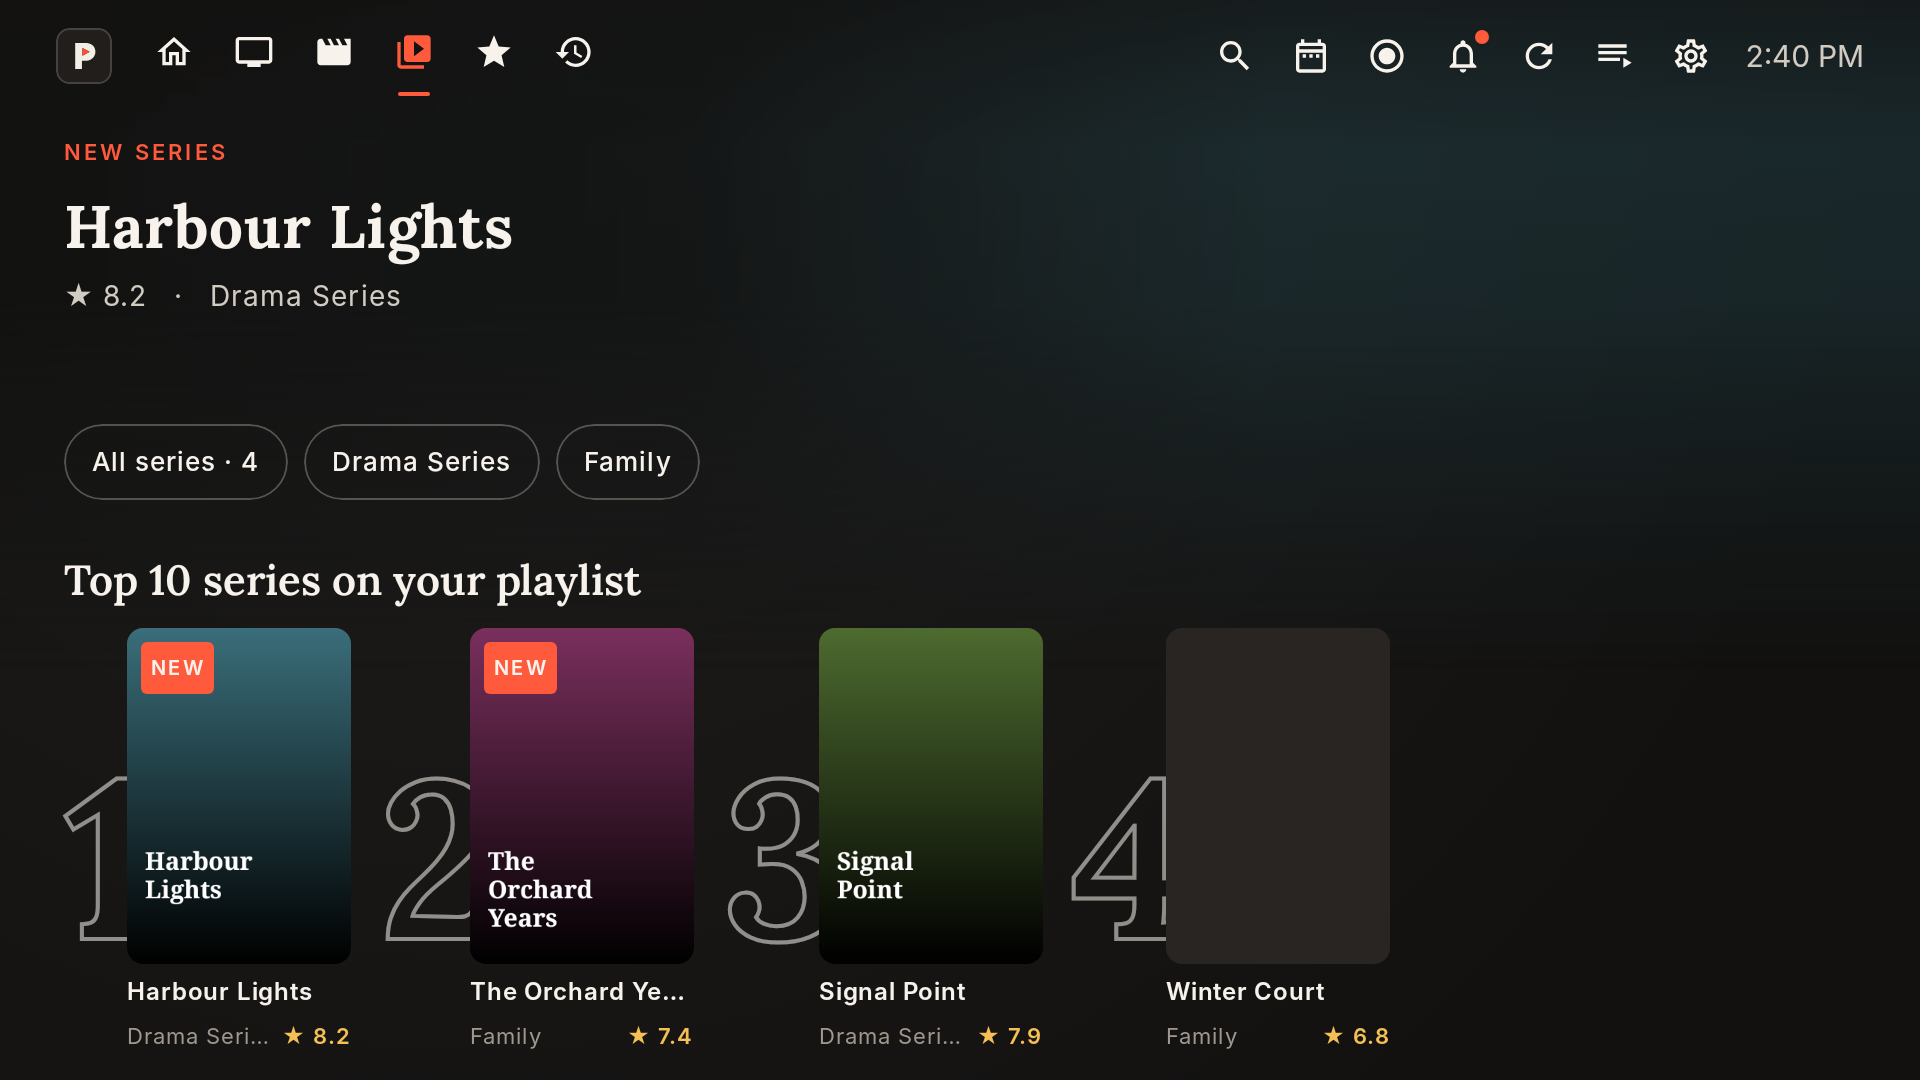 P
2:40 PM
NEW SERIES
Harbour Lights
★ 8.2 · Drama Series
All series · 4
Drama Series
Family
Top 10 series on your playlist
1
NEW
Harbour
Lights
Harbour Lights
Drama Seri... ★ 8.2
2
NEW
The
Orchard
Years
The Orchard Ye...
Family ★ 7.4
3
Signal
Point
Signal Point
Drama Seri... ★ 7.9
4
Winter Court
Family ★ 6.8